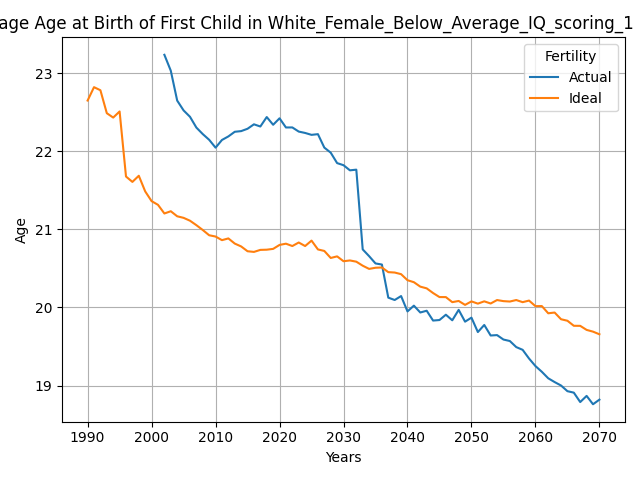 age Age at Birth of First Child in White_Female_Below_Average_IQ_scoring_1
Fertility
Actual
Ideal
23
22
21
20
19
Age
1990 2000 2010 2020 2030 2040 2050 2060 2070
Years